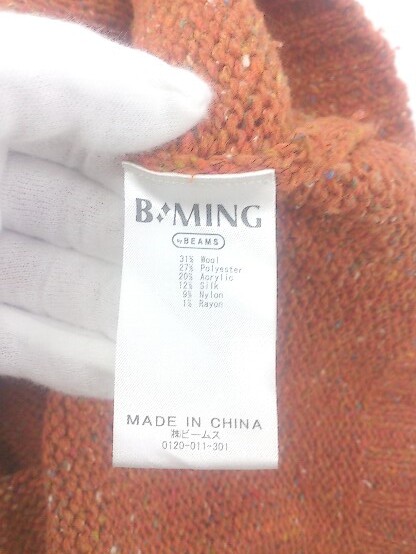 B:MING
by BEAMS
31% Wool
27% Polyester
20% Acrylic
12% Silk
9% Nylon
1% Rayon
MADE IN CHINA
㈱ビームス
0120-011-301